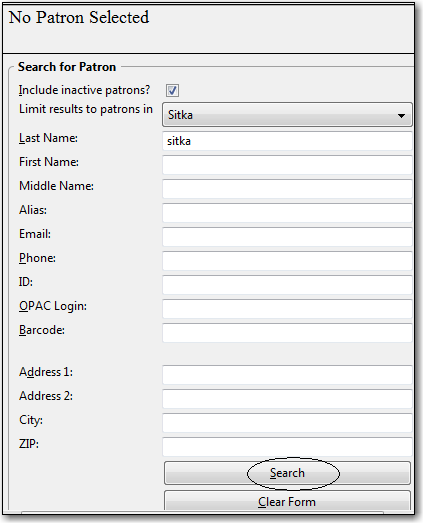 No Patron Selected
Search for Patron
Include inactive patrons?
Limit results to patrons in Sitka
Last Name: sitka
First Name:
Middle Name:
Alias:
Email:
Phone:
ID:
OPAC Login:
Barcode:
Address 1:
Address 2:
City:
ZIP:
Search
Clear Form